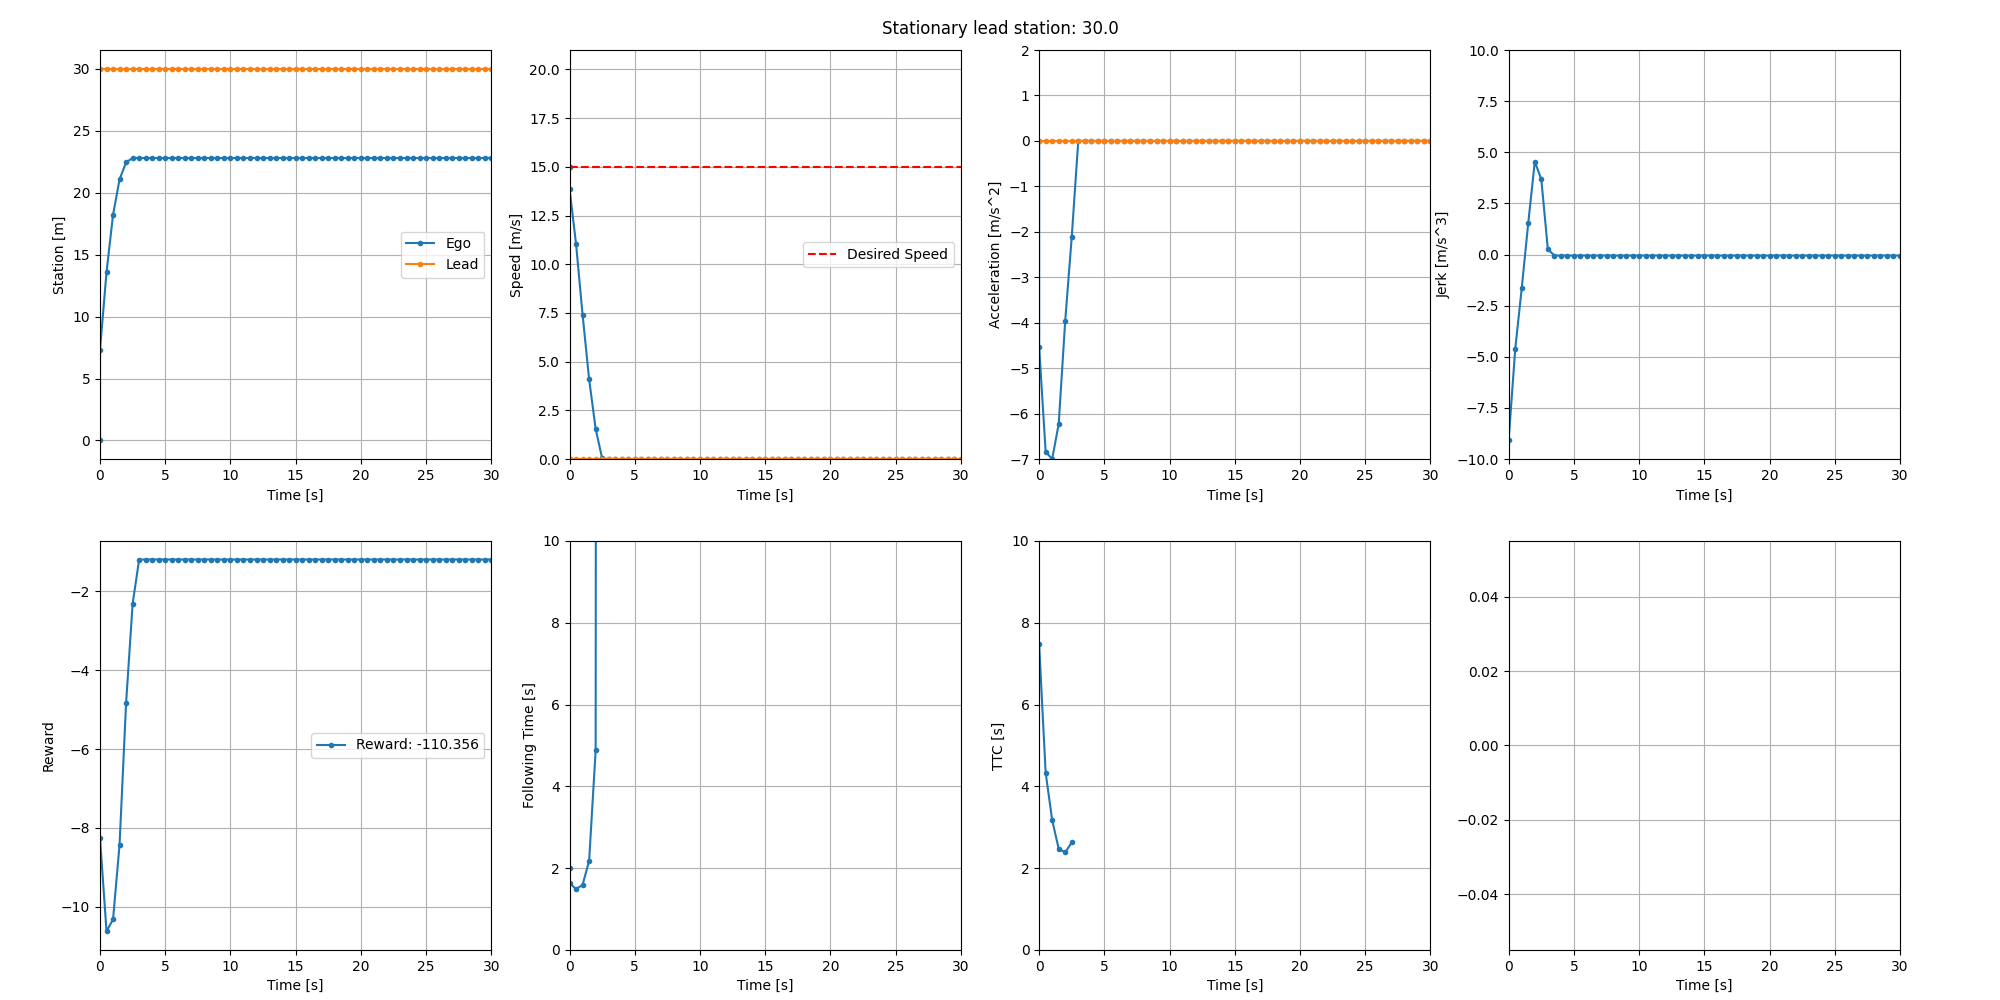 Stationary lead station: 30.0
Station [m]
30
25
20
15
10
5
0
Ego
Lead
0 5 10 15 20 25 30
Time [s]
Speed [m/s]
20.0
17.5
15.0
12.5
10.0
7.5
5.0
2.5
0.0
Desired Speed
0 5 10 15 20 25 30
Time [s]
Acceleration [m/s^2]
2
1
0
−1
−2
−3
−4
−5
−6
−7
0 5 10 15 20 25 30
Time [s]
Jerk [m/s^3]
10.0
7.5
5.0
2.5
0.0
−2.5
−5.0
−7.5
−10.0
0 5 10 15 20 25 30
Time [s]
Reward
−2
−4
−6
−8
−10
Reward: -110.356
0 5 10 15 20 25 30
Time [s]
Following Time [s]
10
8
6
4
2
0
0 5 10 15 20 25 30
Time [s]
TTC [s]
10
8
6
4
2
0
0 5 10 15 20 25 30
Time [s]
0.04
0.02
0.00
−0.02
−0.04
0 5 10 15 20 25 30
Time [s]